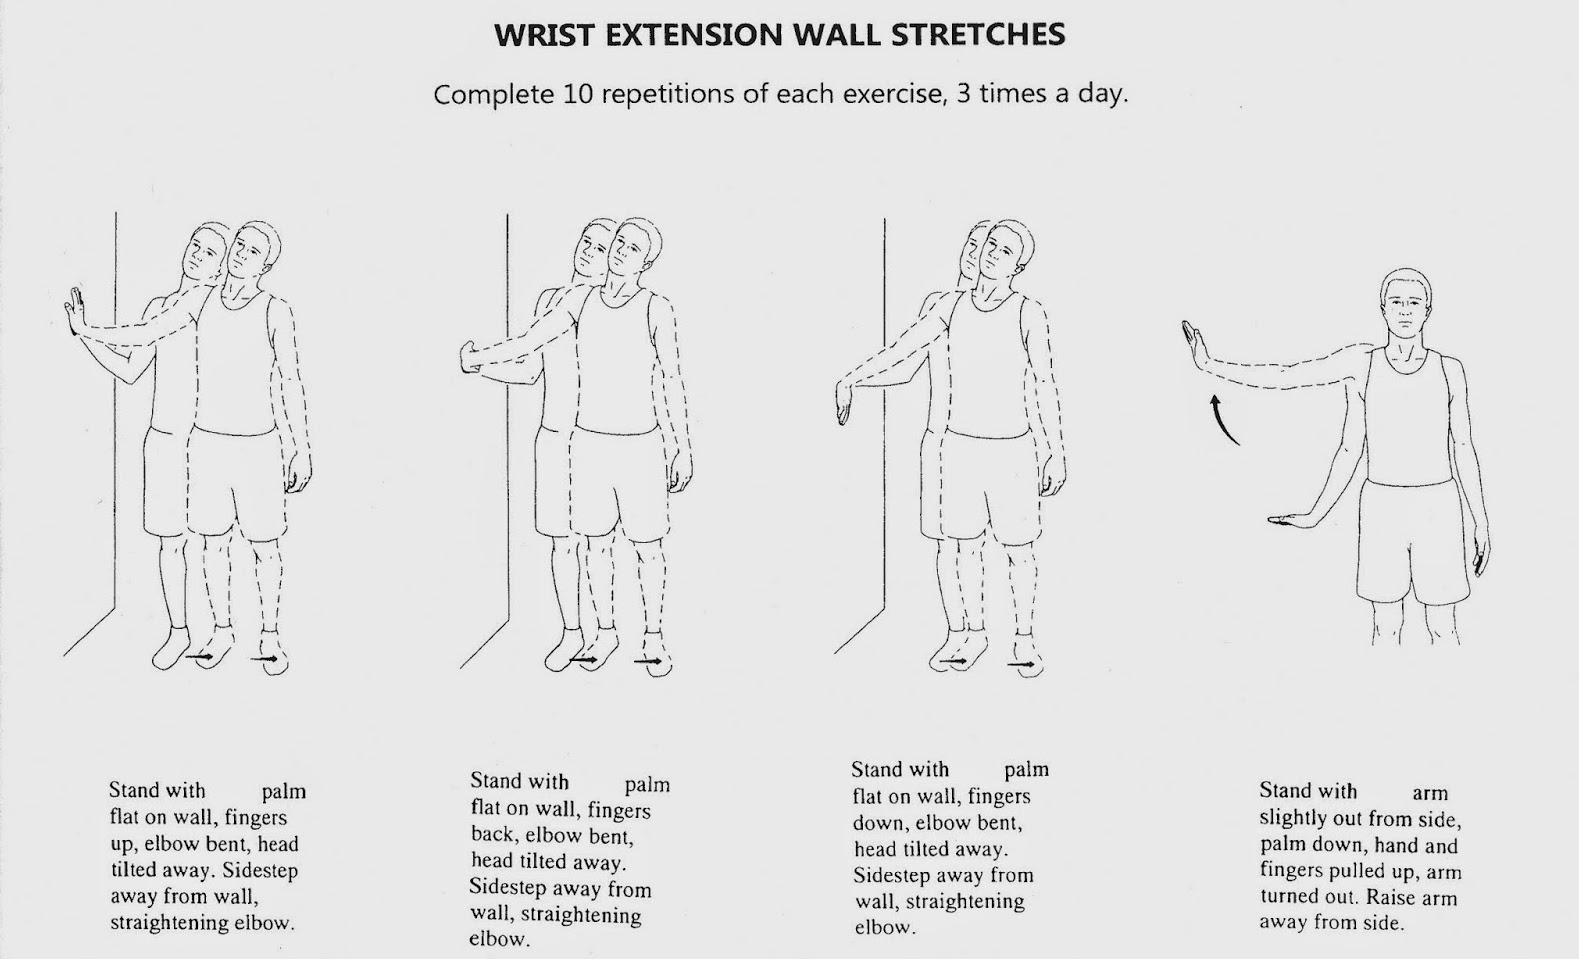 WRIST EXTENSION WALL STRETCHES
Complete 10 repetitions of each exercise, 3 times a day.
Stand with palm
flat on wall, fingers
up, elbow bent, head
tilted away. Sidestep
away from wall,
straightening elbow.
Stand with palm
flat on wall, fingers
back, elbow bent,
head tilted away.
Sidestep away from
wall, straightening
elbow.
Stand with palm
flat on wall, fingers
down, elbow bent,
head tilted away.
Sidestep away from
wall, straightening
elbow.
Stand with arm
slightly out from side,
palm down, hand and
fingers pulled up, arm
turned out. Raise arm
away from side.